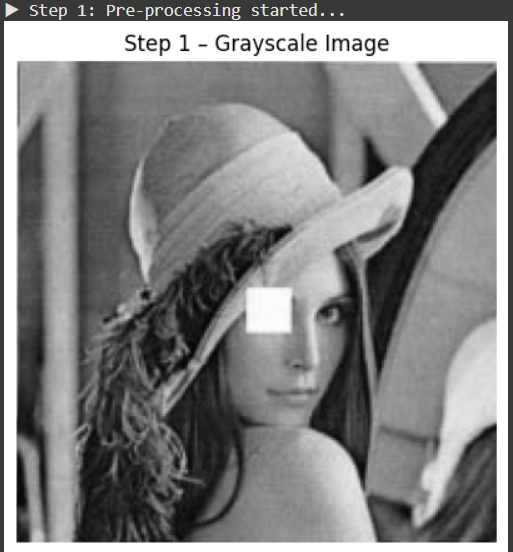 ▶ Step 1: Pre-processing started...
Step 1 – Grayscale Image